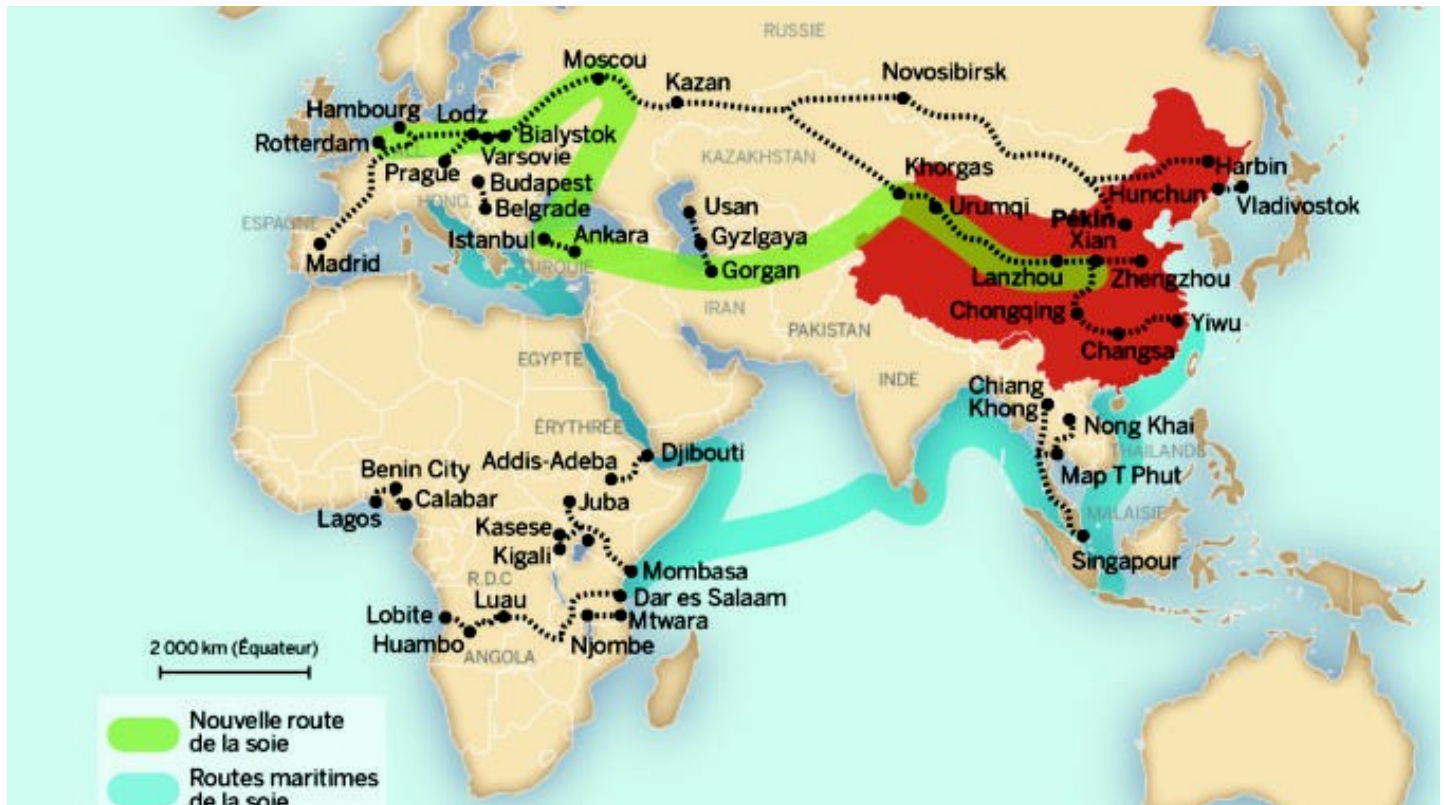 RUSSIE
Moscou
Kazan
Novosibirsk
Hambourg
Lodz
Rotterdam
Bialystok
Varsovie
Prague
KAZAKHSTAN
Khorgas
Harbin
Hunchun
Vladivostok
Budapest
HONG.
Belgrade
Usan
Urumqi
Pékin
Xian
ESPAGNE
Istanbul
Ankara
Gyzlgaya
Madrid
TURQUIE
Gorgan
Lanzhou
Zhengzhou
IRAN
Chongqing
PAKISTAN
Yiwu
Changsa
EGYPTE
INDE
Chiang
Khong
Nong Khai
ÉRYTHRÉE
Djibouti
THAILANDE
Addis-Adeba
Benin City
Map T Phut
Calabar
Juba
Lagos
MALAISIE
Kasese
Kigali
Singapour
R.D.C
Mombasa
Luau
Dar es Salaam
Lobite
Mtwara
Huambo
Njombe
ANGOLA
2 000 km (Équateur)
Nouvelle route
de la soie
Routes maritimes
de la soie